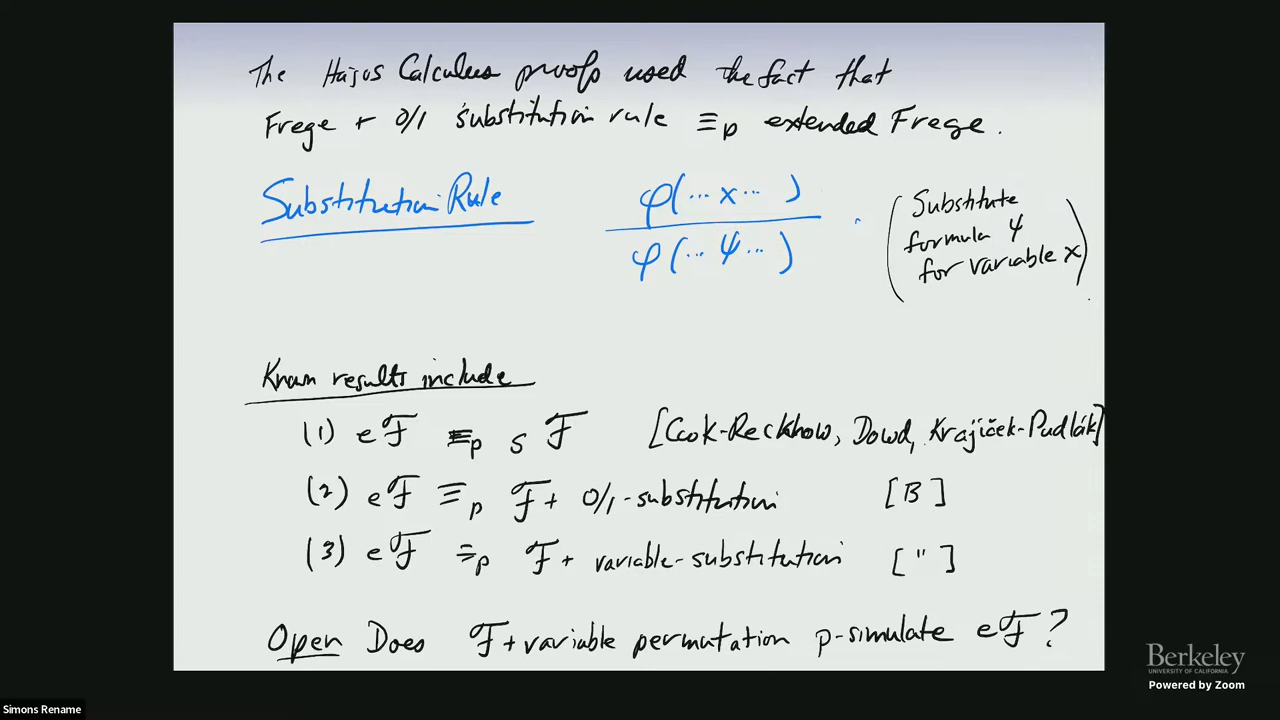 The Hajos Calculus proofs used the fact that
Frege + 0/1 substitution rule ≡p extended Frege.
Substitution Rule
φ(··· x ··· )
φ(··· ψ ··· )
(Substitute
formula ψ
for variable x)
Known results include
(1) eℱ ≡p sℱ [Cook-Reckhow, Dowd, Krajíček-Pudlák]
(2) eℱ ≡p ℱ + 0/1-substitution [B]
(3) eℱ ≡p ℱ + variable-substitution [ " ]
Open Does ℱ + variable permutation p-simulate eℱ?
Berkeley
UNIVERSITY OF CALIFORNIA
Powered by Zoom
Simons Rename